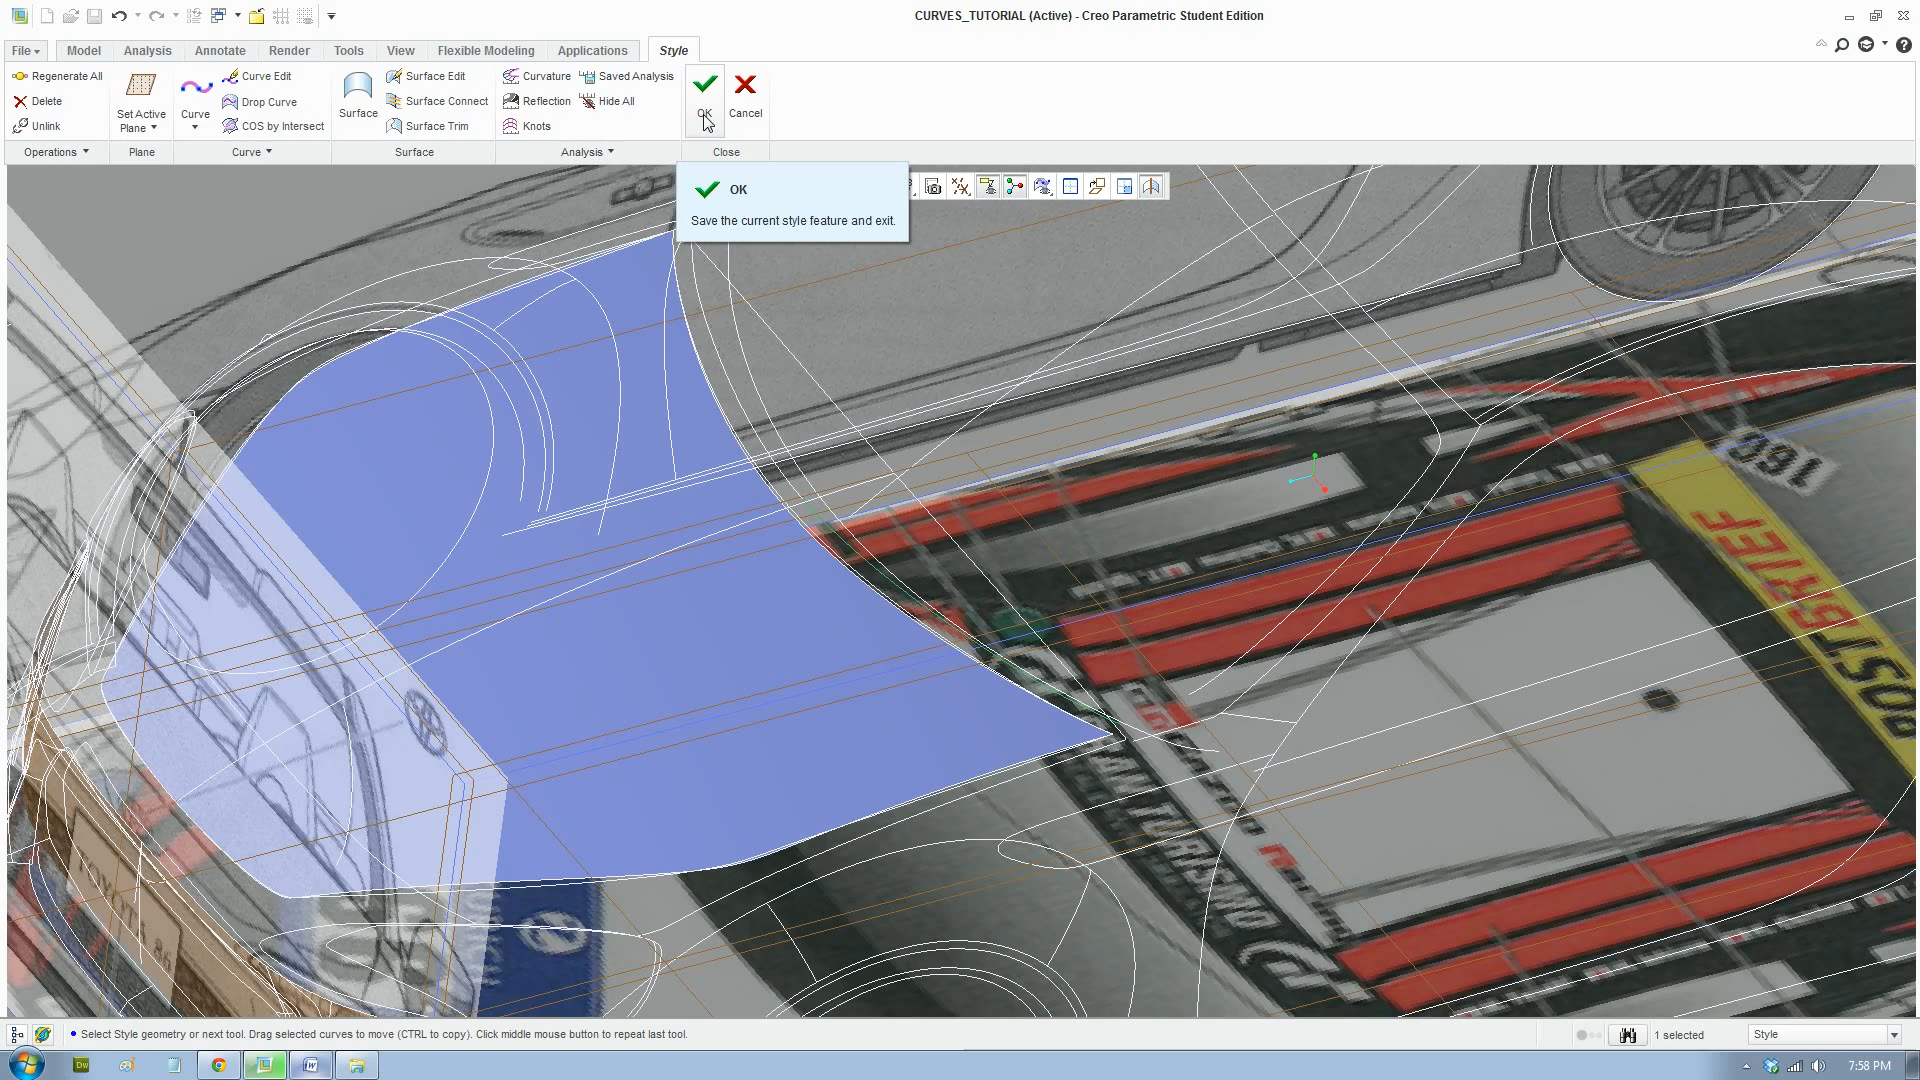 CURVES_TUTORIAL (Active) - Creo Parametric Student Edition
File
Model
Analysis
Annotate
Render
Tools
View
Flexible Modeling
Applications
Style
Regenerate All
Delete
Unlink
Set Active
Plane
Curve
Curve Edit
Drop Curve
COS by Intersect
Surface
Surface Edit
Surface Connect
Surface Trim
Curvature
Reflection
Knots
Saved Analysis
Hide All
OK
Cancel
Operations
Plane
Curve
Surface
Analysis
Close
OK
Save the current style feature and exit.
Select Style geometry or next tool. Drag selected curves to move (CTRL to copy). Click middle mouse button to repeat last tool.
1 selected
Style
Dw
W
7:58 PM